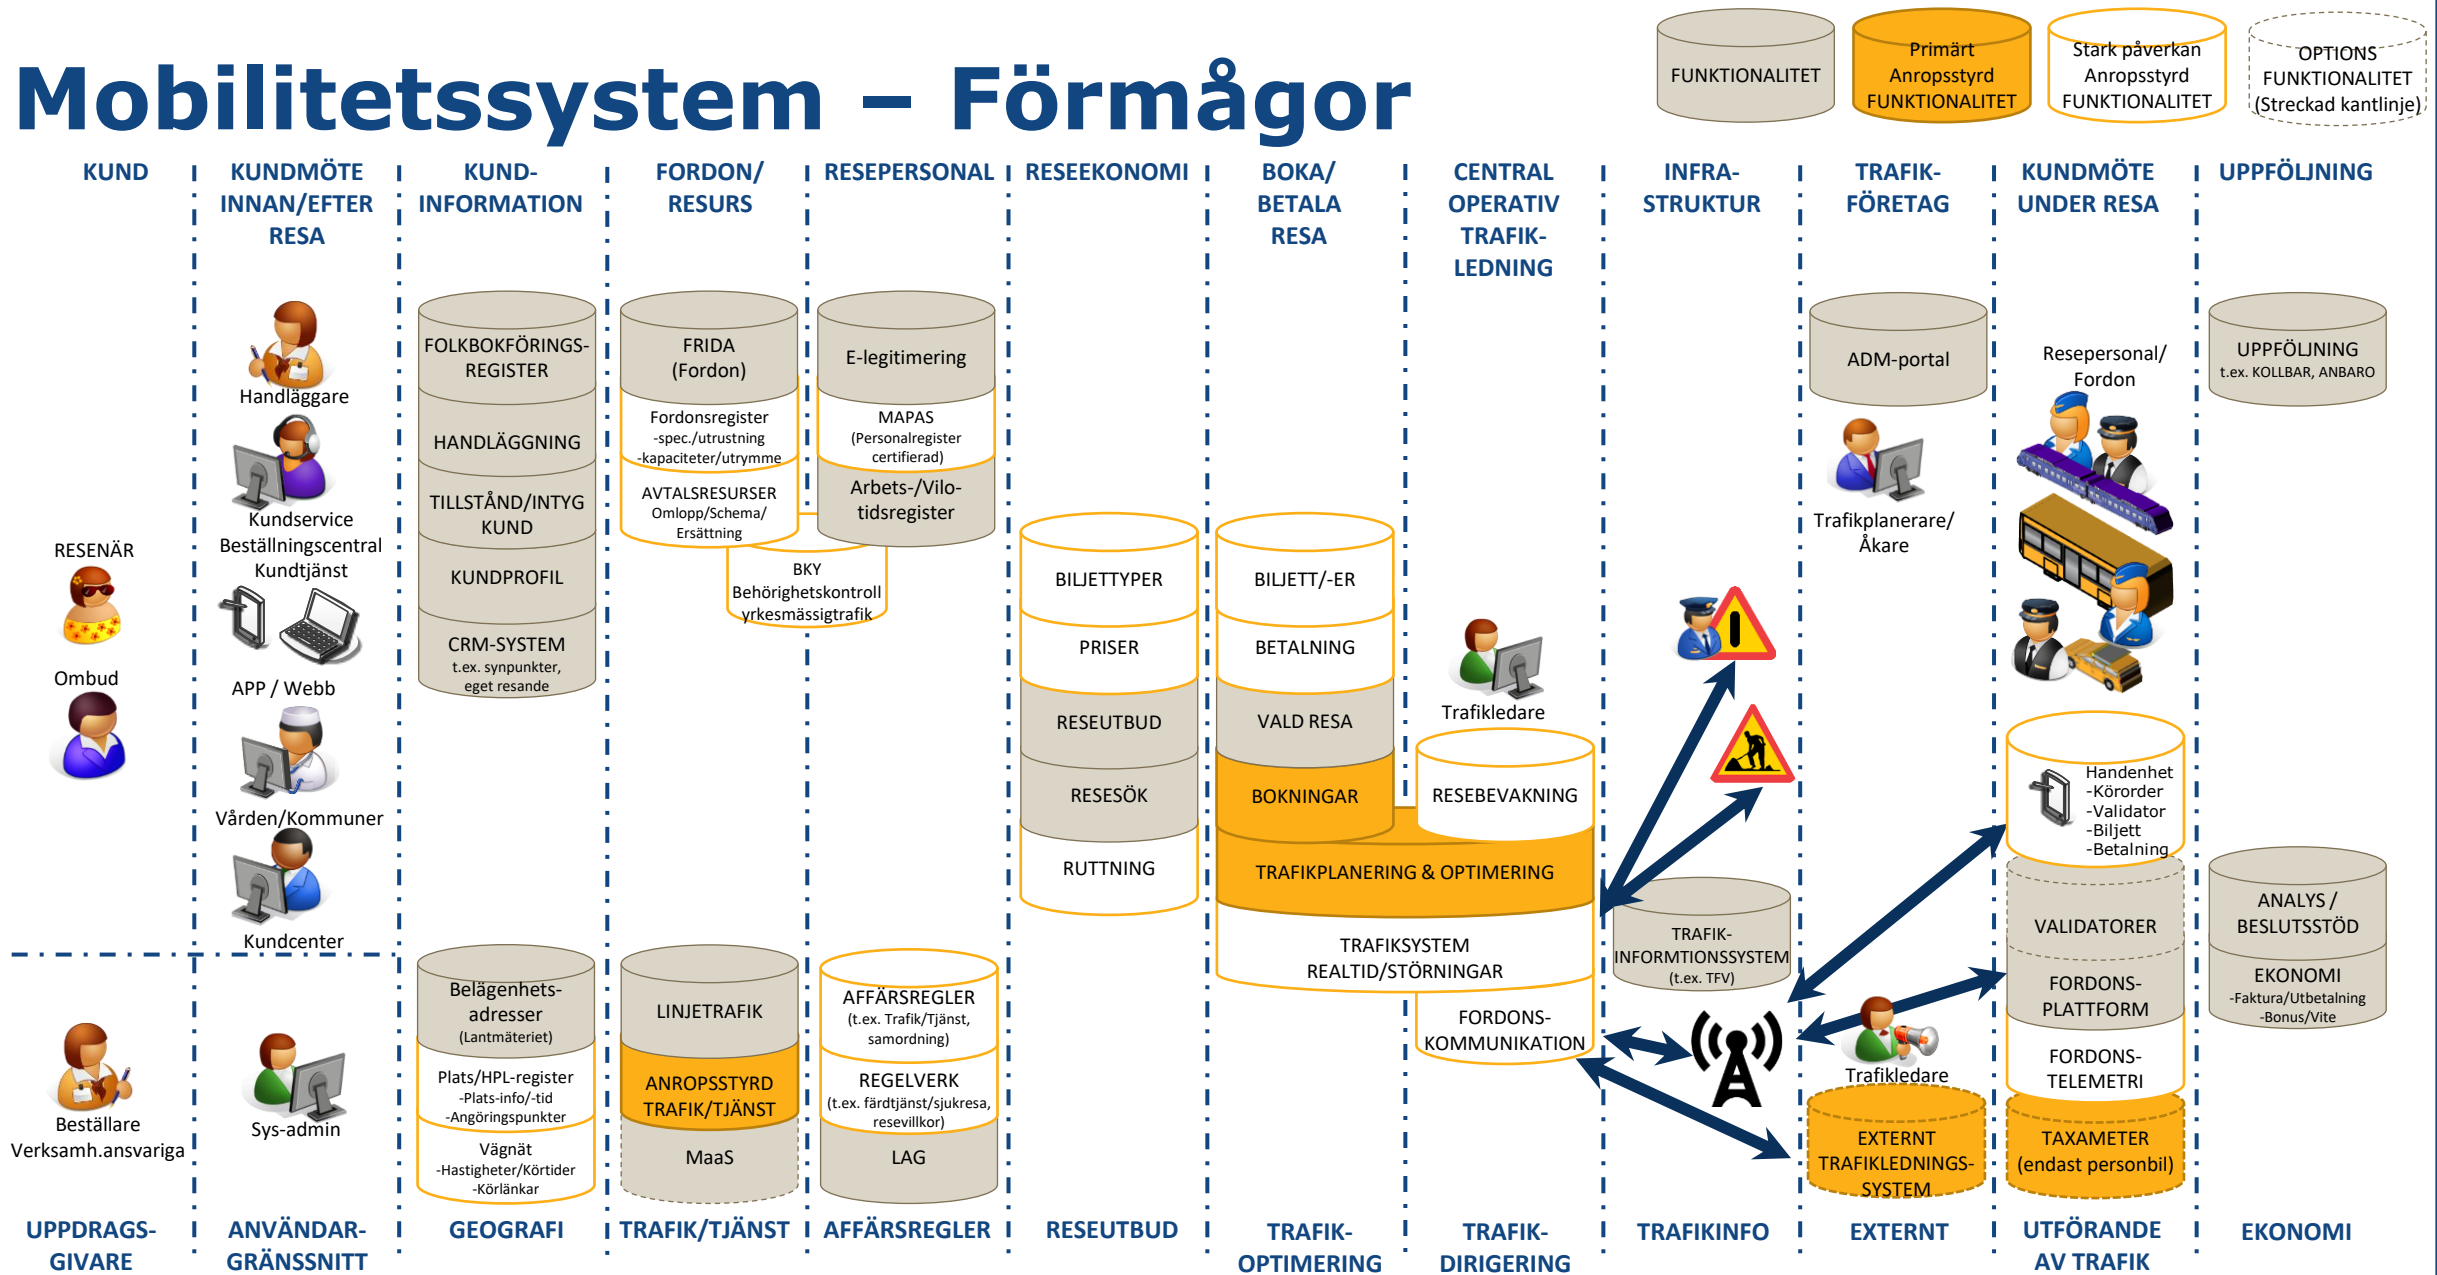 Mobilitetssystem – Förmågor
FUNKTIONALITET
Primärt
Anropsstyrd
FUNKTIONALITET
Stark påverkan
Anropsstyrd
FUNKTIONALITET
OPTIONS
FUNKTIONALITET
(Streckad kantlinje)
KUND
KUNDMÖTE
INNAN/EFTER
RESA
KUND-
INFORMATION
FORDON/
RESURS
RESEPERSONAL
RESEEKONOMI
BOKA/
BETALA
RESA
CENTRAL
OPERATIV
TRAFIK-
LEDNING
INFRA-
STRUKTUR
TRAFIK-
FÖRETAG
KUNDMÖTE
UNDER RESA
UPPFÖLJNING
RESENÄR
Ombud
Beställare
Verksamh.ansvariga
Handläggare
Kundservice
Beställningscentral
Kundtjänst
APP / Webb
Vården/Kommuner
Kundcenter
Sys-admin
FOLKBOKFÖRINGS-
REGISTER
HANDLÄGGNING
TILLSTÅND/INTYG
KUND
KUNDPROFIL
CRM-SYSTEM
t.ex. synpunkter,
eget resande
Belägenhets-
adresser
(Lantmäteriet)
Plats/HPL-register
-Plats-info/-tid
-Angöringspunkter
Vägnät
-Hastigheter/Körtider
-Körlänkar
FRIDA
(Fordon)
Fordonsregister
-spec./utrustning
-kapaciteter/utrymme
AVTALSRESURSER
Omlopp/Schema/
Ersättning
BKY
Behörighetskontroll
yrkesmässigtrafik
LINJETRAFIK
ANROPSSTYRD
TRAFIK/TJÄNST
MaaS
E-legitimering
MAPAS
(Personalregister
certifierad)
Arbets-/Vilo-
tidsregister
AFFÄRSREGLER
(t.ex. Trafik/Tjänst,
samordning)
REGELVERK
(t.ex. färdtjänst/sjukresa,
resevillkor)
LAG
BILJETTYPER
PRISER
RESEUTBUD
RESESÖK
RUTTNING
BILJETT/-ER
BETALNING
VALD RESA
BOKNINGAR
Trafikledare
RESEBEVAKNING
TRAFIKPLANERING & OPTIMERING
TRAFIKSYSTEM
REALTID/STÖRNINGAR
FORDONS-
KOMMUNIKATION
TRAFIK-
INFORMTIONSSYSTEM
(t.ex. TFV)
ADM-portal
Trafikplanerare/
Åkare
Trafikledare
EXTERNT
TRAFIKLEDNINGS-
SYSTEM
Resepersonal/
Fordon
Handenhet
-Körorder
-Validator
-Biljett
-Betalning
VALIDATORER
FORDONS-
PLATTFORM
FORDONS-
TELEMETRI
TAXAMETER
(endast personbil)
UPPFÖLJNING
t.ex. KOLLBAR, ANBARO
ANALYS /
BESLUTSSTÖD
EKONOMI
-Faktura/Utbetalning
-Bonus/Vite
UPPDRAGS-
GIVARE
ANVÄNDAR-
GRÄNSSNITT
GEOGRAFI
TRAFIK/TJÄNST
AFFÄRSREGLER
RESEUTBUD
TRAFIK-
OPTIMERING
TRAFIK-
DIRIGERING
TRAFIKINFO
EXTERNT
UTFÖRANDE
AV TRAFIK
EKONOMI